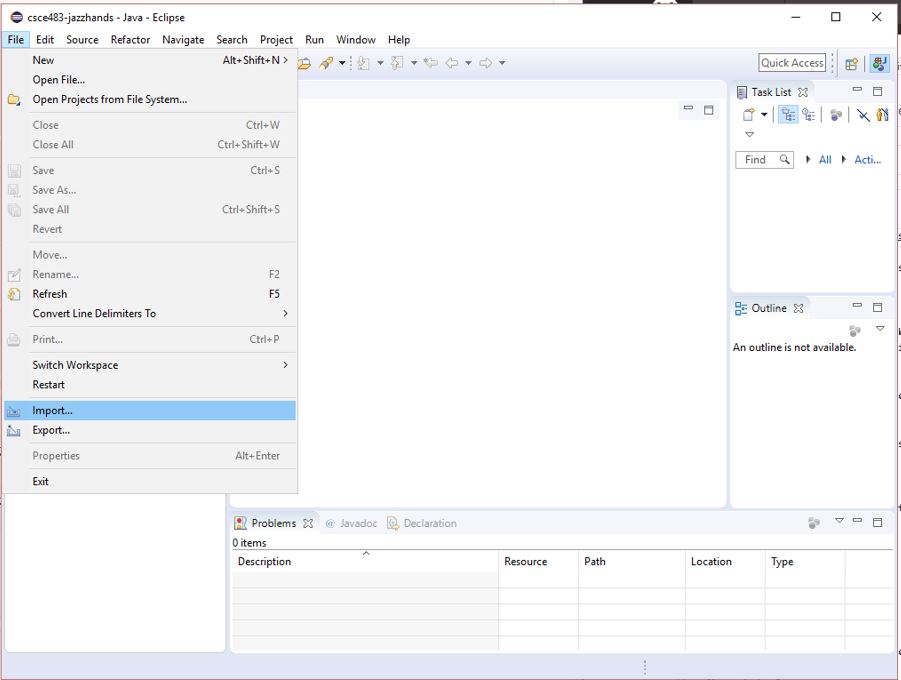 csce483-jazzhands - Java - Eclipse
File Edit Source Refactor Navigate Search Project Run Window Help
New Alt+Shift+N >
Open File...
Open Projects from File System...
Close Ctrl+W
Close All Ctrl+Shift+W
Save Ctrl+S
Save As...
Save All Ctrl+Shift+S
Revert
Move...
Rename... F2
Refresh F5
Convert Line Delimiters To >
Print... Ctrl+P
Switch Workspace >
Restart
Import...
Export...
Properties Alt+Enter
Exit
Quick Access
Task List
Find All Acti...
Outline
An outline is not available.
Problems @ Javadoc Declaration
0 items
Description Resource Path Location Type